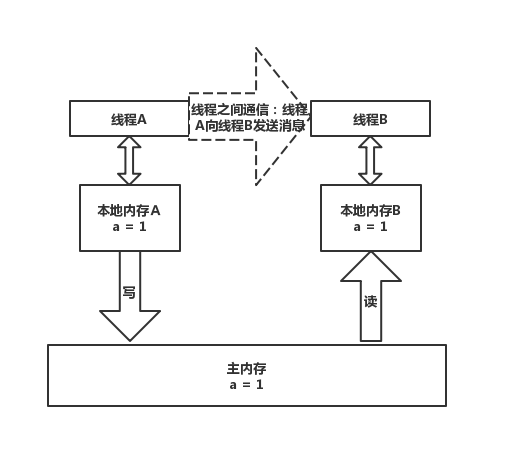 线程之间通信：线程
A向线程B发送消息
线程A
线程B
本地内存A
a = 1
本地内存B
a = 1
写
读
主内存
a = 1